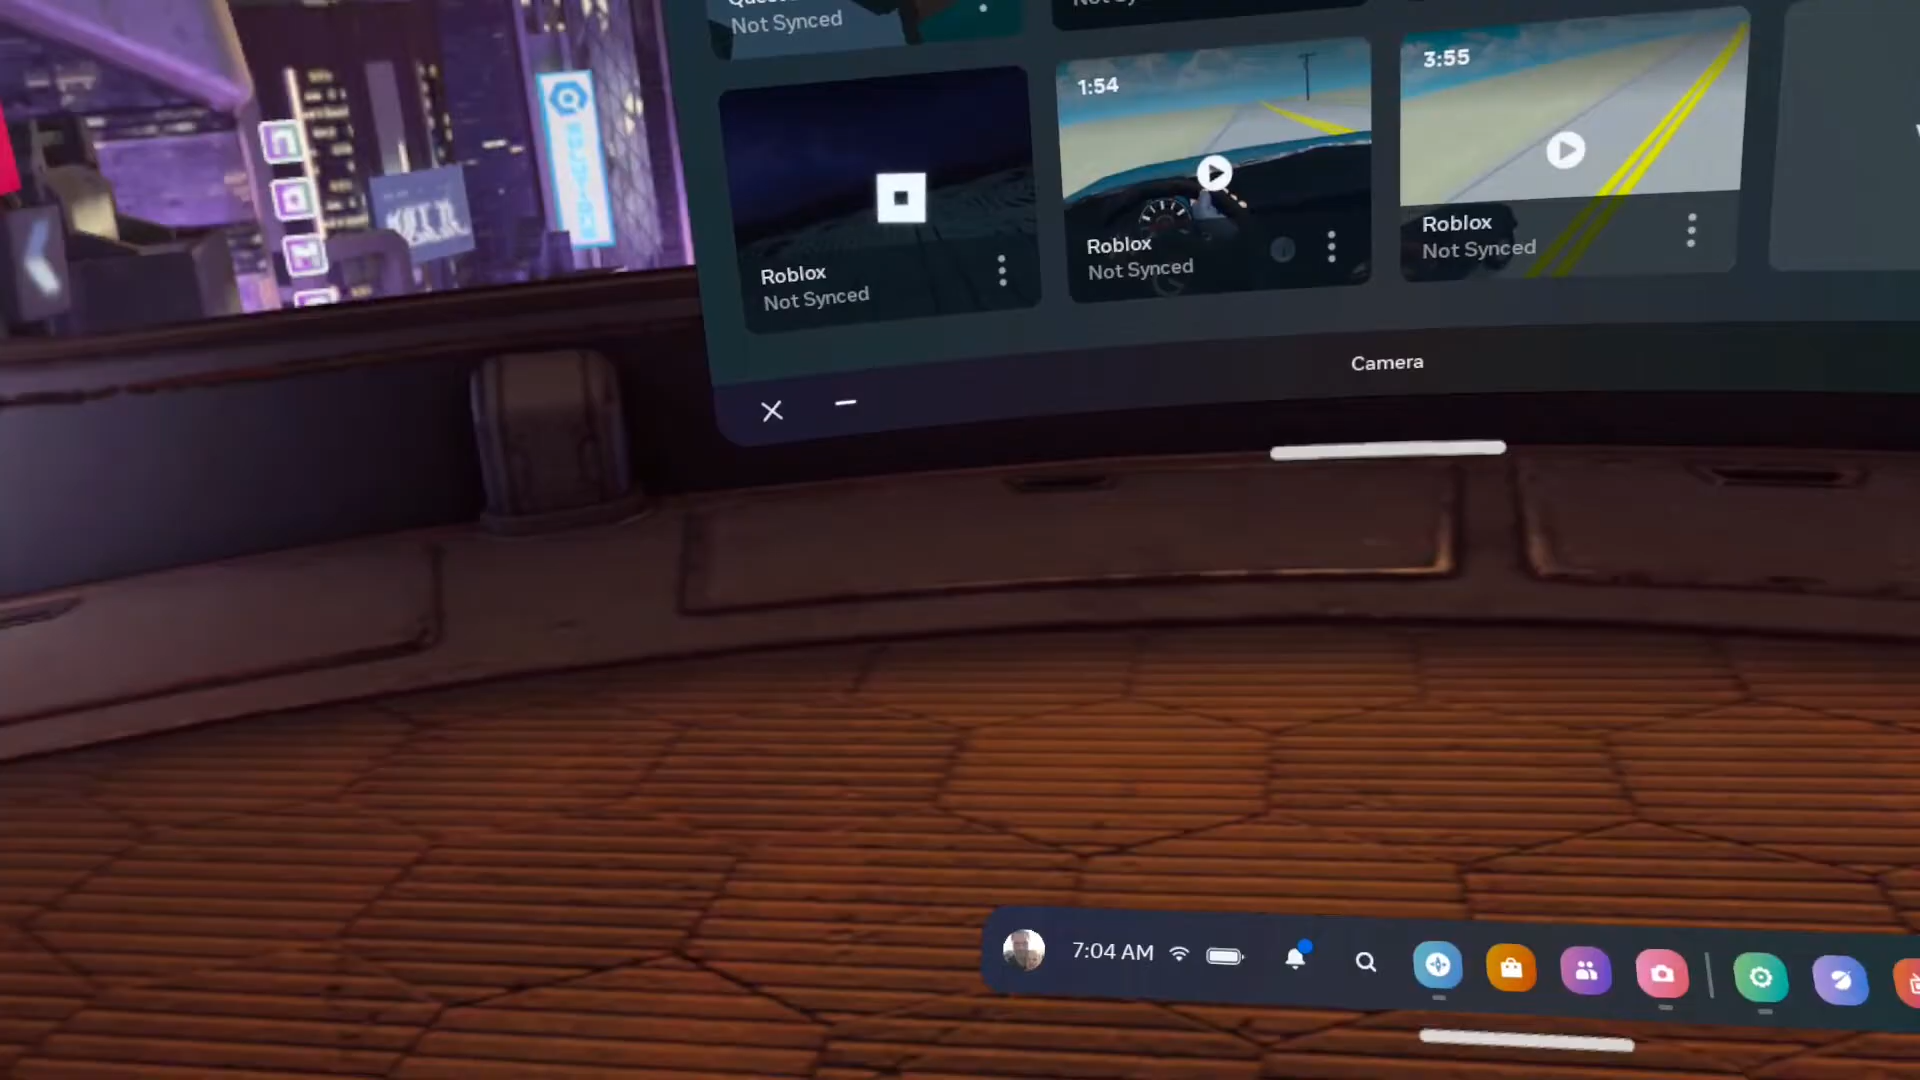 Not Synced
1:54
3:55
Roblox
Not Synced
Roblox
Not Synced
Roblox
Not Synced
Camera
7:04 AM